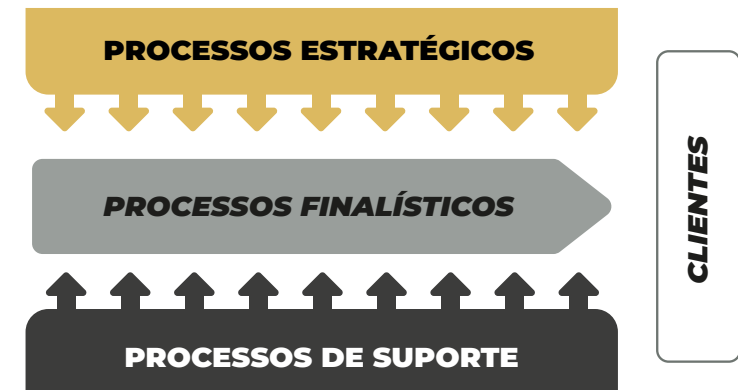 PROCESSOS ESTRATÉGICOS
PROCESSOS FINALÍSTICOS
CLIENTES
PROCESSOS DE SUPORTE